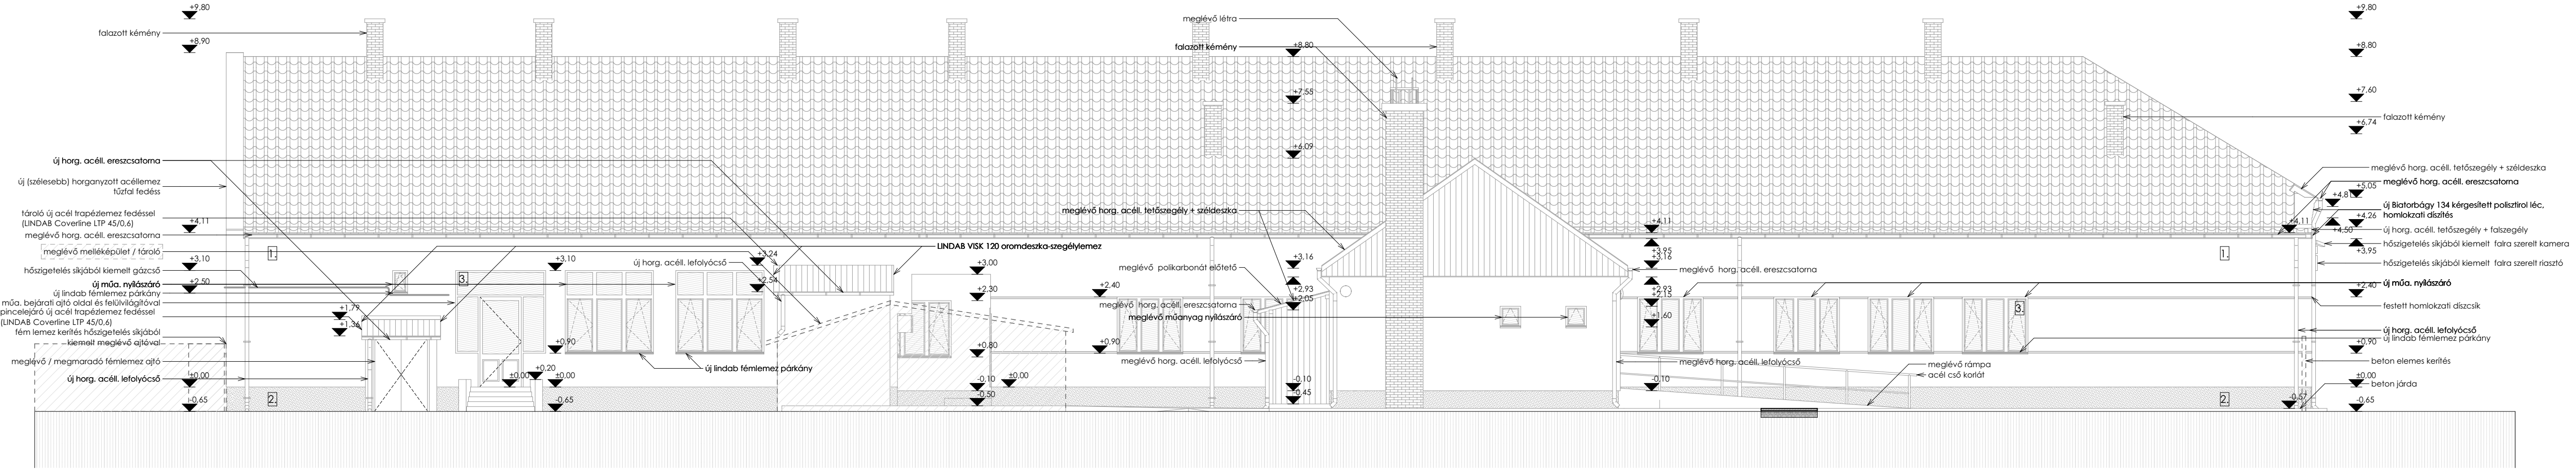 +9.80
falazott kémény
+8.90
új horg. acéll. ereszcsatorna
új (szélesebb) horganyzott acéllemez
tűzfal fedéss
tároló új acél trapézlemez fedéssel
(LINDAB Coverline LTP 45/0,6)
+4.11
meglévő horg. acéll. ereszcsatorna
meglévő melléképület / tároló
+3.10
hőszigetelés síkjából kiemelt gázcső
+2.50
új műa. nyílászáró
új lindab fémlemez párkány
műa. bejárati ajtó oldal és felülvilágítóval
pincelejáró új acél trapézlemez fedéssel
(LINDAB Coverline LTP 45/0,6)
fém lemez kerítés hőszigetelés síkjából
kiemelt meglévő ajtóval
meglévő / megmaradó fémlemez ajtó
±0.00
új horg. acéll. lefolyócső
-0.65
1.
2.
3.
+1.79
+1.36
+3.10
+0.90
+0.20
±0.00
±0.00
-0.65
új horg. acéll. lefolyócső
+3.24
+2.54
új lindab fémlemez párkány
LINDAB VISK 120 oromdeszka-szegélylemez
+3.00
+2.30
+0.80
-0.10
-0.50
±0.00
+2.40
+0.90
meglévő létra
falazott kémény
+8.80
+7.55
+6.09
meglévő horg. acéll. tetőszegély + széldeszka
+3.16
meglévő polikarbonát előtető
+2.93
+2.05
meglévő horg. acéll. ereszcsatorna
meglévő műanyag nyílászáró
meglévő horg. acéll. lefolyócső
-0.10
-0.45
+4.11
+3.95
+3.16
meglévő horg. acéll. ereszcsatorna
+2.93
+2.15
+1.60
meglévő horg. acéll. lefolyócső
-0.10
meglévő rámpa
acél cső korlát
1.
3.
2.
+9.80
+8.80
+7.60
falazott kémény
+6.74
meglévő horg. acéll. tetőszegély + széldeszka
meglévő horg. acéll. ereszcsatorna
+5.05
új Biatorbágy 134 kérgesített polisztirol léc,
homlokzati díszítés
+4.11
+4.26
+4.50
új horg. acéll. tetőszegély + falszegély
hőszigetelés síkjából kiemelt falra szerelt kamera
+3.95
hőszigetelés síkjából kiemelt falra szerelt riasztó
új műa. nyílászáró
+2.40
festett homlokzati díszcsík
új horg. acéll. lefolyócső
új lindab fémlemez párkány
+0.90
beton elemes kerítés
±0.00
beton járda
-0.57
-0.65